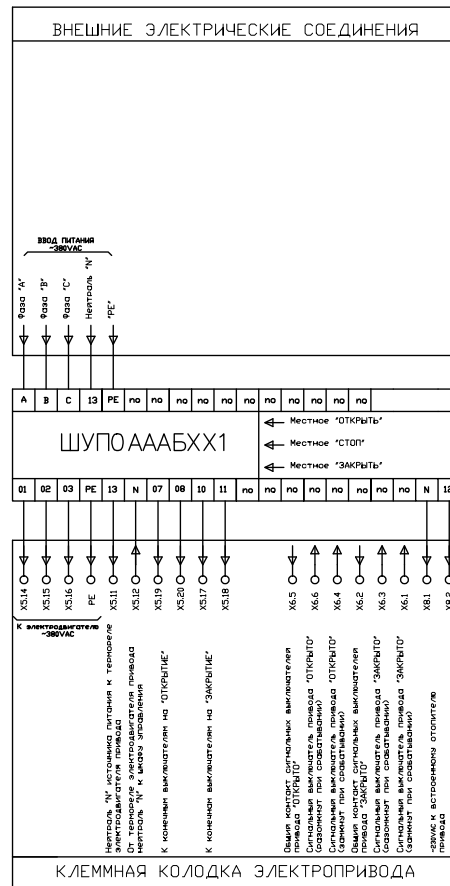 ВНЕШНИЕ ЭЛЕКТРИЧЕСКИЕ СОЕДИНЕНИЯ
ВВОД ПИТАНИЯ
~380VAC
Фаза "А"
Фаза "В"
Фаза "С"
Нейтраль "N"
"РЕ"
A B C 13 PE no no no no no no no no no no no
ШУПО АААБХХ1
Местное "ОТКРЫТЬ"
Местное "СТОП"
Местное "ЗАКРЫТЬ"
01 02 03 PE 13 N 07 08 10 11 no no no no no no no no N 12
X5.14
X5.15
X5.16
PE
X5.11
X5.12
X5.19
X5.20
X5.17
X5.18
X6.5
X6.6
X6.4
X6.2
X6.3
X6.1
X8.1
X8.2
К электродвигателю
~380VAC
Нейтраль "N" источника питания к термореле
электродвигателя привода
От термореле электродвигателя привода
нейтраль "N" к шкафу управления
К конечным выключателям на "ОТКРЫТИЕ"
К конечным выключателям на "ЗАКРЫТИЕ"
Общий контакт сигнальных выключателей
привода "ОТКРЫТО"
Сигнальный выключатель привода "ОТКРЫТО"
(разомкнут при срабатывании)
Сигнальный выключатель привода "ОТКРЫТО"
(замкнут при срабатывании)
Общий контакт сигнальных выключателей
привода "ЗАКРЫТО"
Сигнальный выключатель привода "ЗАКРЫТО"
(разомкнут при срабатывании)
Сигнальный выключатель привода "ЗАКРЫТО"
(замкнут при срабатывании)
~230VAC к встроенному отопителю
привода
КЛЕММНАЯ КОЛОДКА ЭЛЕКТРОПРИВОДА